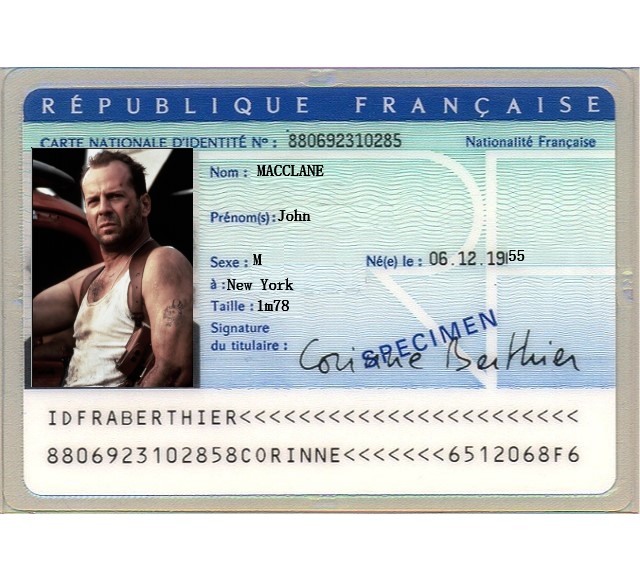 RÉPUBLIQUE FRANÇAISE
CARTE NATIONALE D'IDENTITÉ Nº : 880692310285 Nationalité Française
Nom : MACCLANE
Prénom(s): John
Sexe : M Né(e) le : 06.12.1955
à : New York
Taille : 1m78
Signature
du titulaire : Corinne Berthier
SPECIMEN
IDFRABERTHIER<<<<<<<<<<<<<<<<<<<<<<<
8806923102858CORINNE<<<<<<<6512068F6